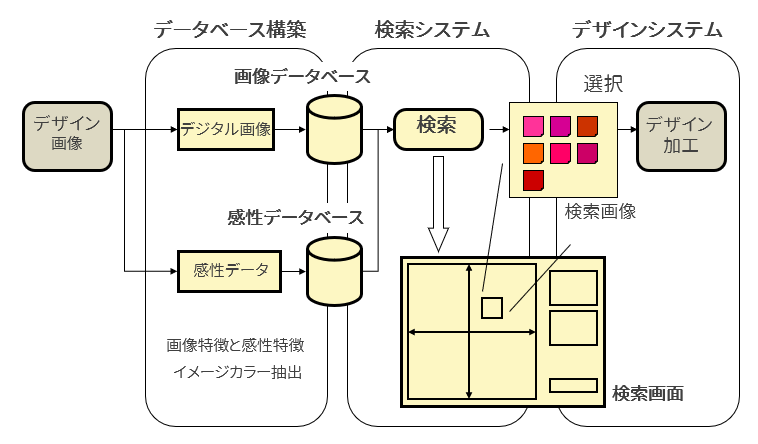 データベース構築
検索システム
デザインシステム
画像データベース
選択
デザイン
画像
デジタル画像
検索
デザイン
加工
感性データベース
検索画像
感性データ
画像特徴と感性特徴
イメージカラー抽出
検索画面